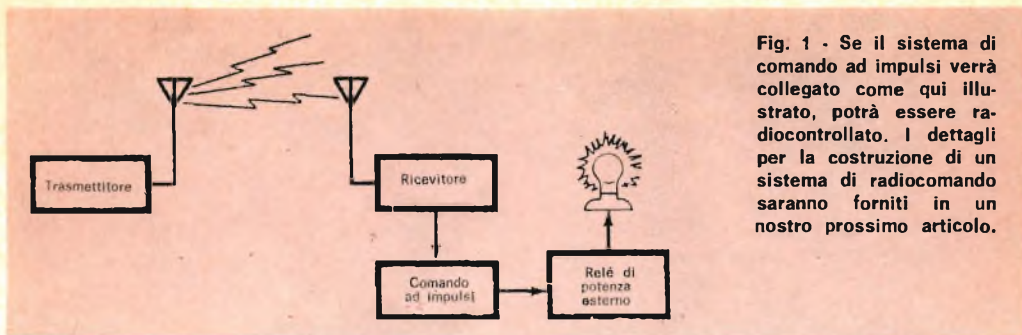 Fig. 1 - Se il sistema di
comando ad impulsi verrà
collegato come qui illu-
strato, potrà essere ra-
diocontrollato. I dettagli
per la costruzione di un
sistema di radiocomando
saranno forniti in un
nostro prossimo articolo.
Trasmettitore
Ricevitore
Comando
ad impulsi
Relé di
potenza
esterno